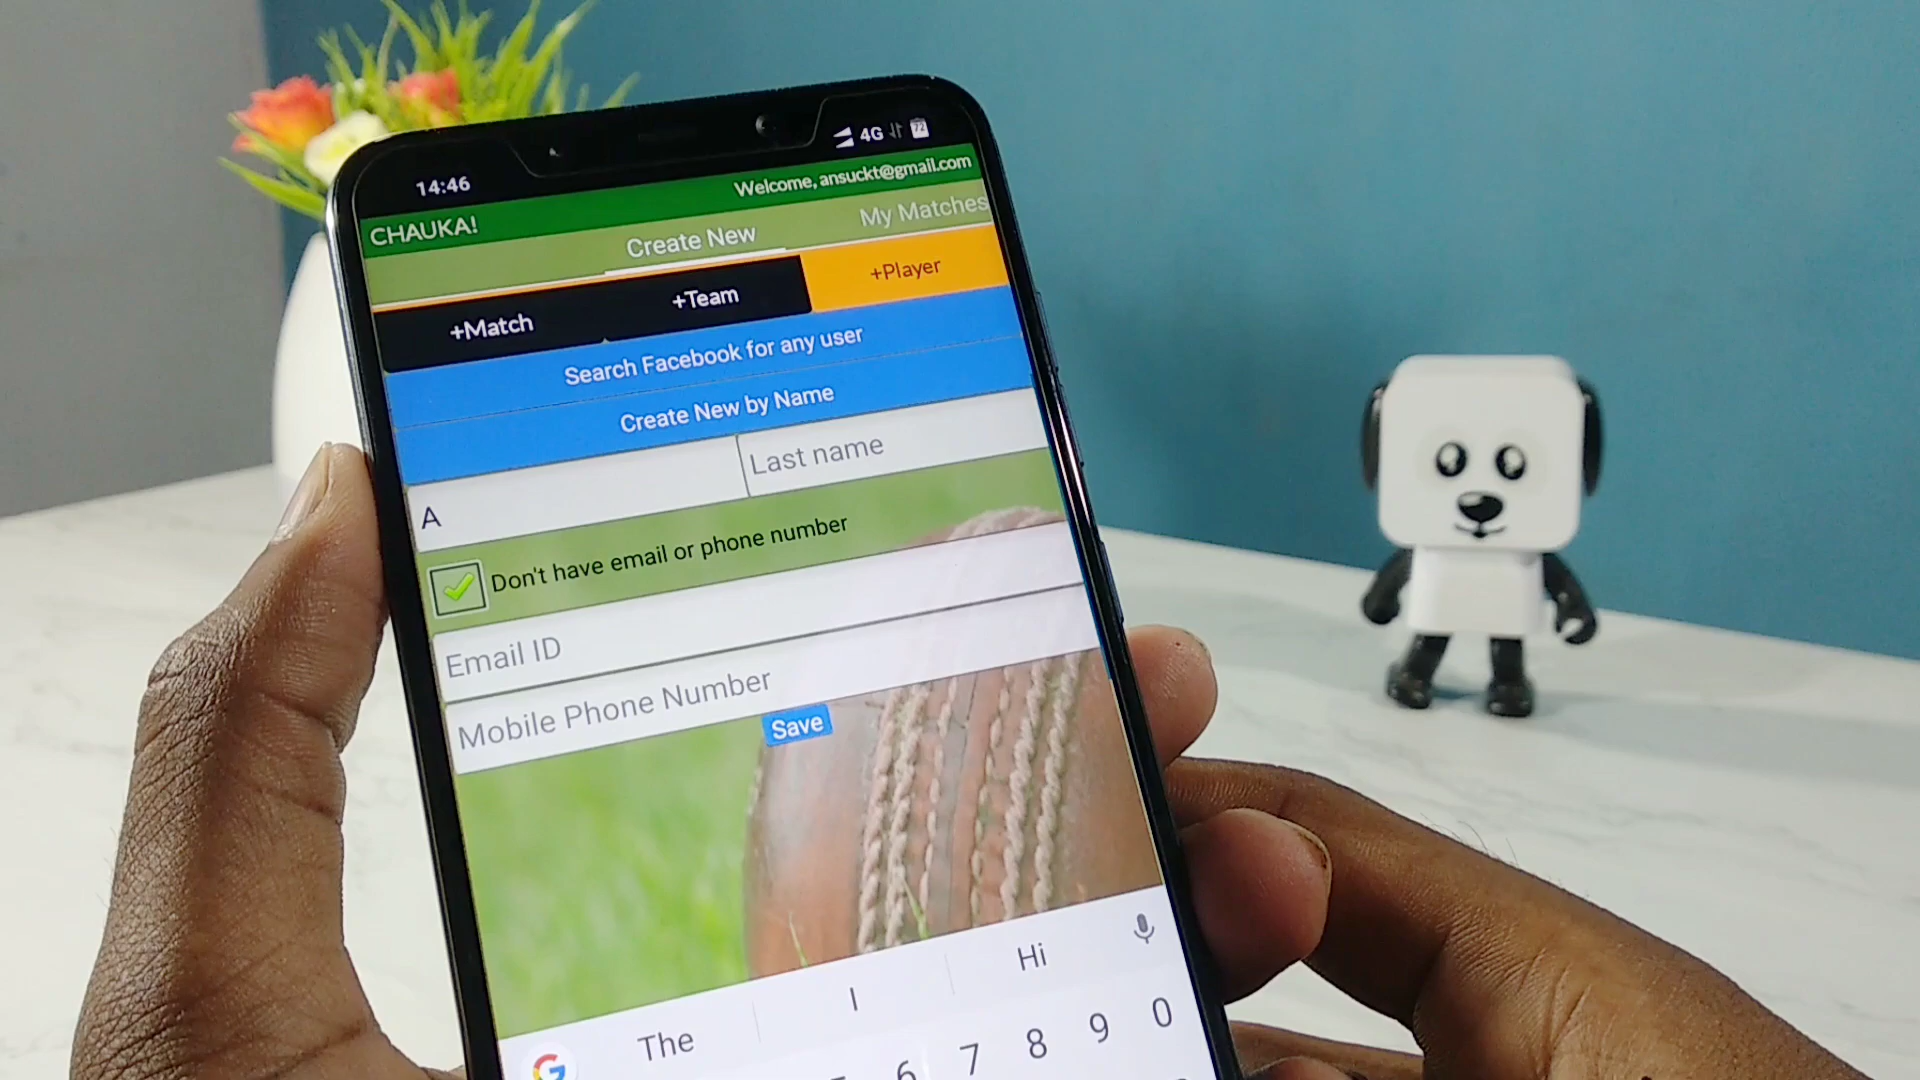 14:46 4G 72
Welcome, ansuckt@gmail.com
CHAUKA!
Create New My Matches
+Match +Team +Player
Search Facebook for any user
Create New by Name
A Last name
Don't have email or phone number
Email ID
Mobile Phone Number
Save
The I Hi
6 7 8 9 0